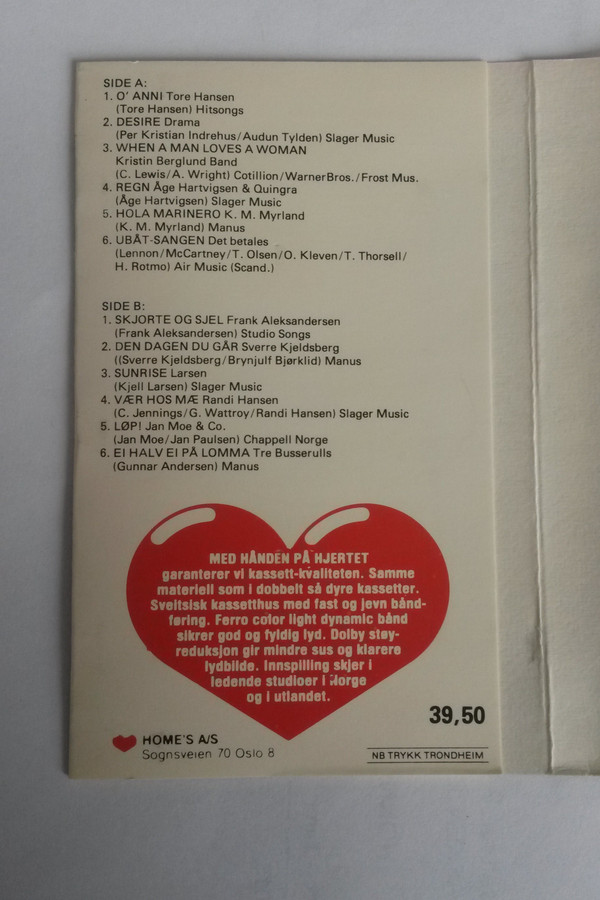 SIDE A:
1. O' ANNI Tore Hansen
(Tore Hansen) Hitsongs
2. DESIRE Drama
(Per Kristian Indrehus/Audun Tylden) Slager Music
3. WHEN A MAN LOVES A WOMAN
Kristin Berglund Band
(C. Lewis/A. Wright) Cotillion/WarnerBros./Frost Mus.
4. REGN Åge Hartvigsen & Quingra
(Åge Hartvigsen) Slager Music
5. HOLA MARINERO K. M. Myrland
(K. M. Myrland) Manus
6. UBÅT-SANGEN Det betales
(Lennon/McCartney/T. Olsen/O. Kleven/T. Thorsell/
H. Rotmo) Air Music (Scand.)
SIDE B:
1. SKJORTE OG SJEL Frank Aleksandersen
(Frank Aleksandersen) Studio Songs
2. DEN DAGEN DU GÅR Sverre Kjeldsberg
((Sverre Kjeldsberg/Brynjulf Bjørklid) Manus
3. SUNRISE Larsen
(Kjell Larsen) Slager Music
4. VÆR HOS MÆ Randi Hansen
(C. Jennings/G. Wattroy/Randi Hansen) Slager Music
5. LØP! Jan Moe & Co.
(Jan Moe/Jan Paulsen) Chappell Norge
6. EI HALV EI PÅ LOMMA Tre Busserulls
(Gunnar Andersen) Manus
MED HÅNDEN PÅ HJERTET
garanterer vi kassett-kvaliteten. Samme
materiell som i dobbelt så dyre kassetter.
Sveitsisk kassetthus med fast og jevn bånd-
føring. Ferro color light dynamic bånd
sikrer god og fyldig lyd. Dolby støy-
reduksjon gir mindre sus og klarere
lydbilde. Innspilling skjer i
ledende studioer i Norge
og i utlandet.
39,50
HOME'S A/S
Sognsveien 70 Oslo 8
NB TRYKK TRONDHEIM